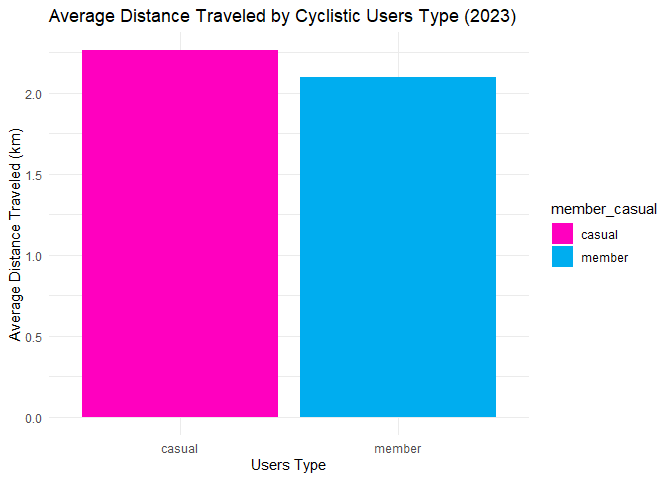 Average Distance Traveled by Cyclistic Users Type (2023)
Average Distance Traveled (km)
2.0
1.5
1.0
0.5
0.0
casual member
Users Type
member_casual
casual
member